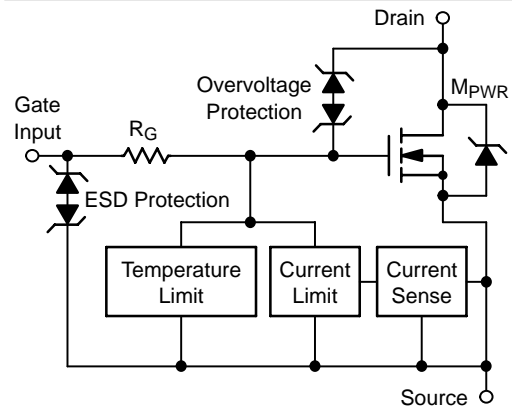 Drain
Overvoltage
Protection
MPWR
Gate
Input
RG
ESD Protection
Temperature
Limit
Current
Limit
Current
Sense
Source